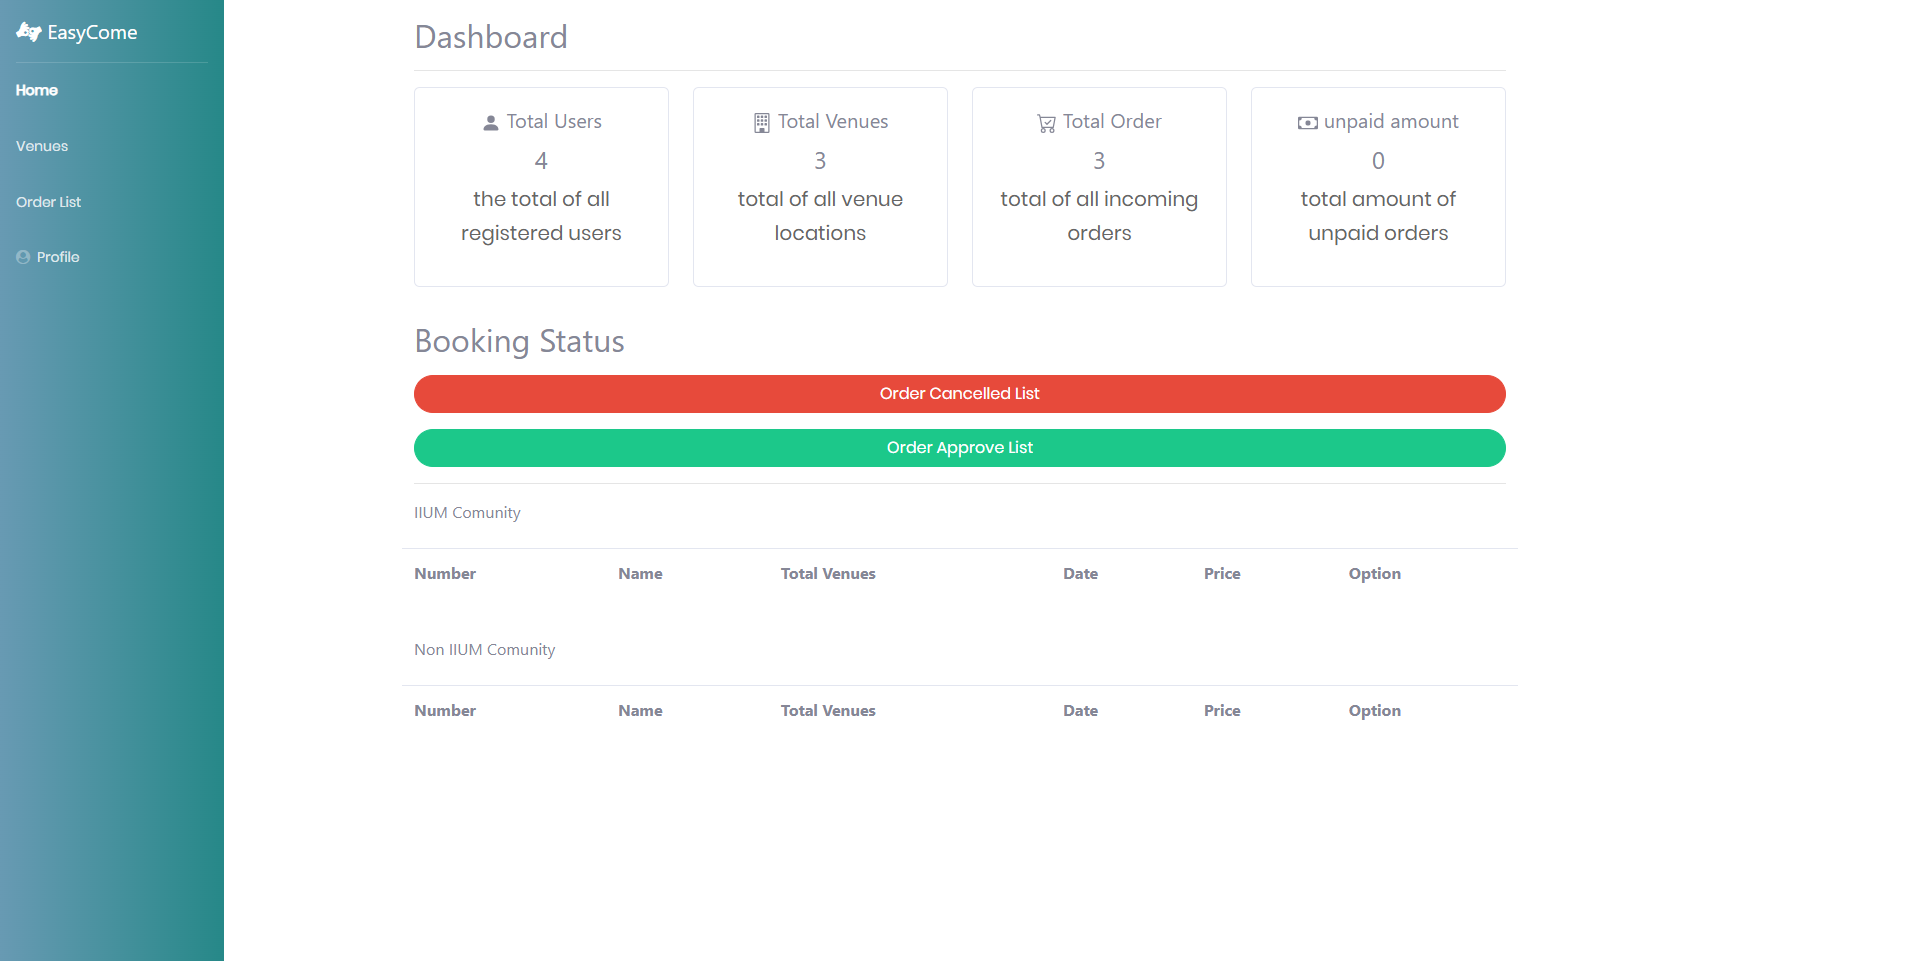 EasyCome
Home
Venues
Order List
Profile
Dashboard
Total Users
4
the total of all
registered users
Total Venues
3
total of all venue
locations
Total Order
3
total of all incoming
orders
unpaid amount
0
total amount of
unpaid orders
Booking Status
Order Cancelled List
Order Approve List
IIUM Comunity
Number Name Total Venues Date Price Option
Non IIUM Comunity
Number Name Total Venues Date Price Option